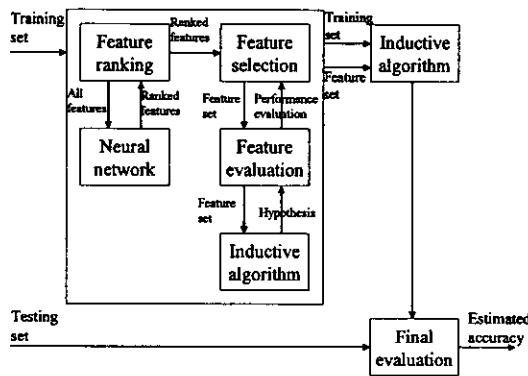 Training
set
Feature
ranking
Ranked
features
Feature
selection
Training
set
Feature
set
Inductive
algorithm
All
features
Ranked
features
Feature
set
Performance
evaluation
Neural
network
Feature
evaluation
Feature
set
Hypothesis
Inductive
algorithm
Testing
set
Final
evaluation
Estimated
accuracy